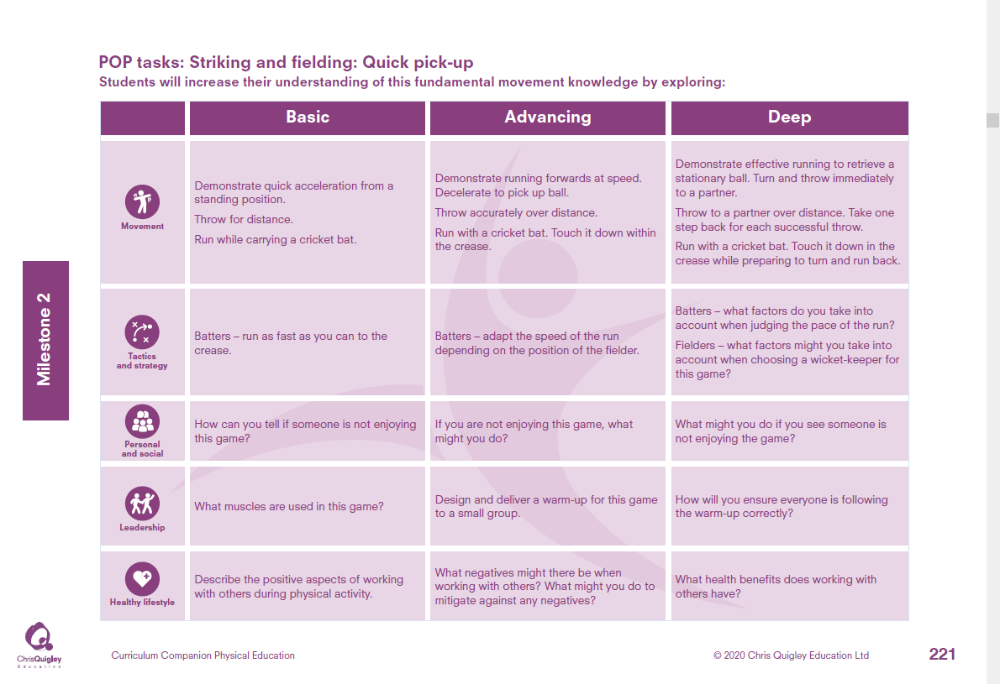 POP tasks: Striking and fielding: Quick pick-up
Students will increase their understanding of this fundamental movement knowledge by exploring:
Basic
Advancing
Deep
Movement
Demonstrate quick acceleration from a
standing position.
Throw for distance.
Run while carrying a cricket bat.
Demonstrate running forwards at speed.
Decelerate to pick up ball.
Throw accurately over distance.
Run with a cricket bat. Touch it down within
the crease.
Demonstrate effective running to retrieve a
stationary ball. Turn and throw immediately
to a partner.
Throw to a partner over distance. Take one
step back for each successful throw.
Run with a cricket bat. Touch it down in the
crease while preparing to turn and run back.
Milestone 2
Tactics
and strategy
Batters – run as fast as you can to the
crease.
Batters – adapt the speed of the run
depending on the position of the fielder.
Batters – what factors do you take into
account when judging the pace of the run?
Fielders – what factors might you take into
account when choosing a wicket-keeper for
this game?
Personal
and social
How can you tell if someone is not enjoying
this game?
If you are not enjoying this game, what
might you do?
What might you do if you see someone is
not enjoying the game?
Leadership
What muscles are used in this game?
Design and deliver a warm-up for this game
to a small group.
How will you ensure everyone is following
the warm-up correctly?
Healthy lifestyle
Describe the positive aspects of working
with others during physical activity.
What negatives might there be when
working with others? What might you do to
mitigate against any negatives?
What health benefits does working with
others have?
ChrisQuigley
Education
Curriculum Companion Physical Education
© 2020 Chris Quigley Education Ltd
221